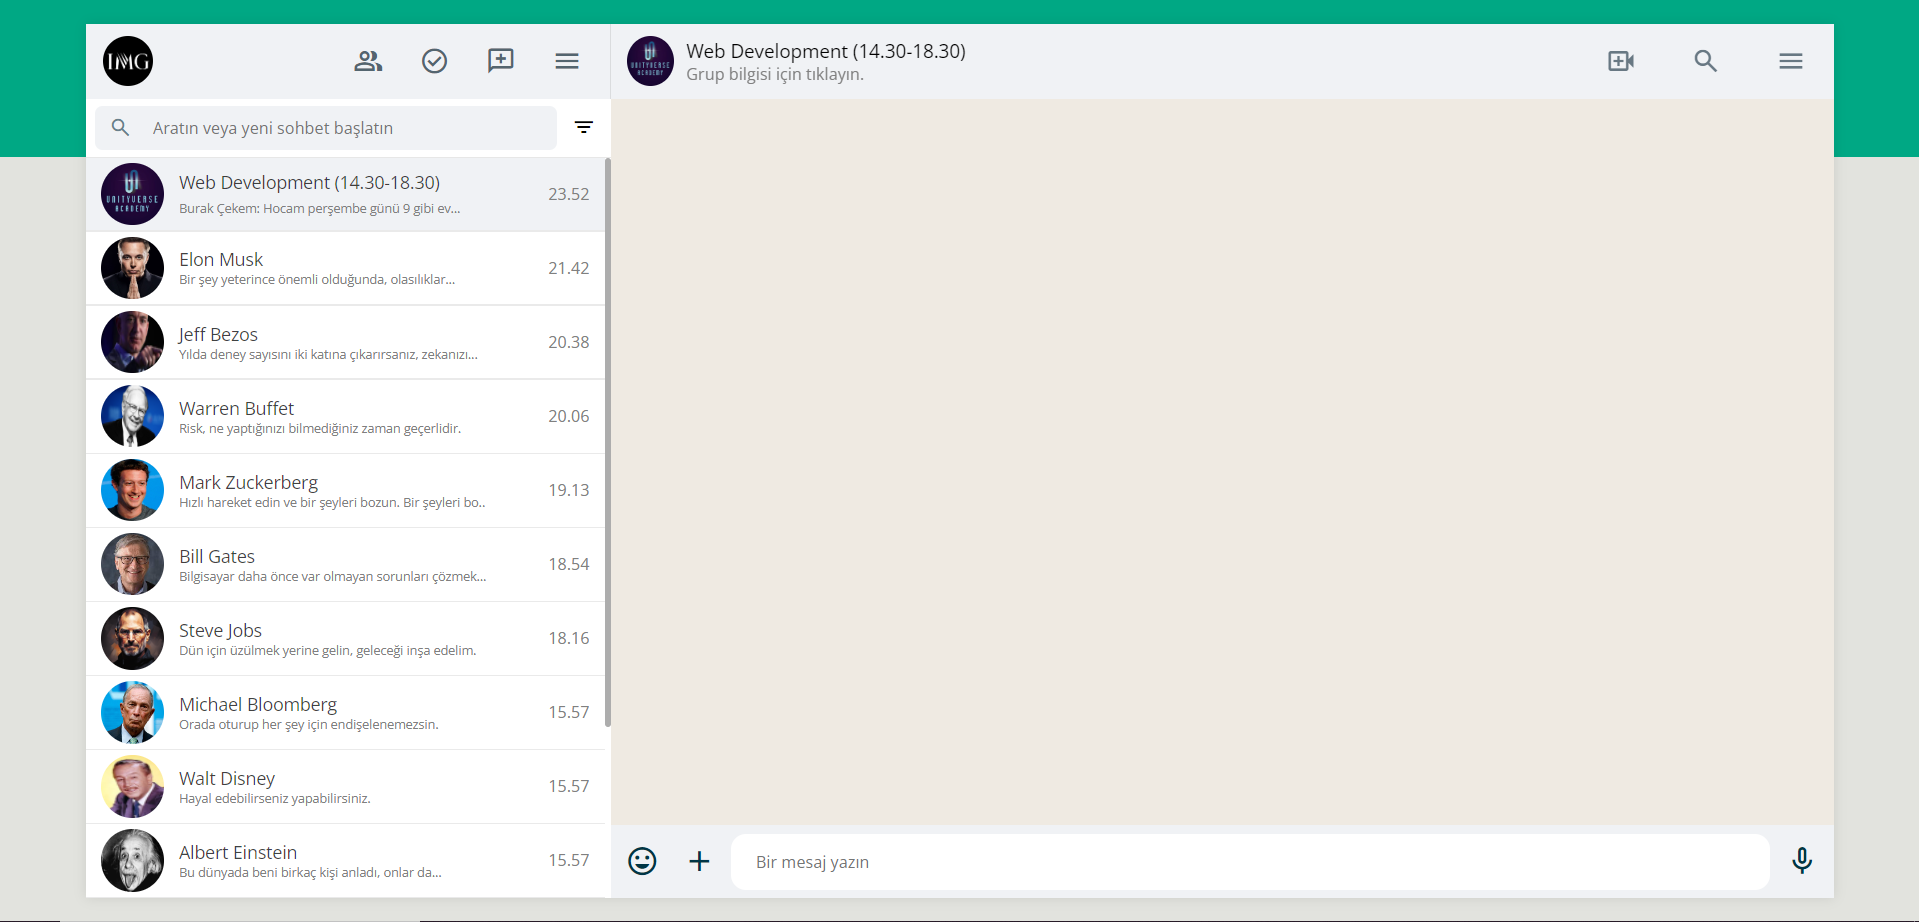 IMG
Aratın veya yeni sohbet başlatın
UNITYVERSE
ACADEMY
Web Development (14.30-18.30)
Burak Çekem: Hocam perşembe günü 9 gibi ev...
23.52
Elon Musk
Bir şey yeterince önemli olduğunda, olasılıklar...
21.42
Jeff Bezos
Yılda deney sayısını iki katına çıkarırsanız, zekanızı...
20.38
Warren Buffet
Risk, ne yaptığınızı bilmediğiniz zaman geçerlidir.
20.06
Mark Zuckerberg
Hızlı hareket edin ve bir şeyleri bozun. Bir şeyleri bo..
19.13
Bill Gates
Bilgisayar daha önce var olmayan sorunları çözmek...
18.54
Steve Jobs
Dün için üzülmek yerine gelin, geleceği inşa edelim.
18.16
Michael Bloomberg
Orada oturup her şey için endişelenemezsin.
15.57
Walt Disney
Hayal edebilirseniz yapabilirsiniz.
15.57
Albert Einstein
Bu dünyada beni birkaç kişi anladı, onlar da...
15.57
UNITYVERSE
ACADEMY
Web Development (14.30-18.30)
Grup bilgisi için tıklayın.
Bir mesaj yazın